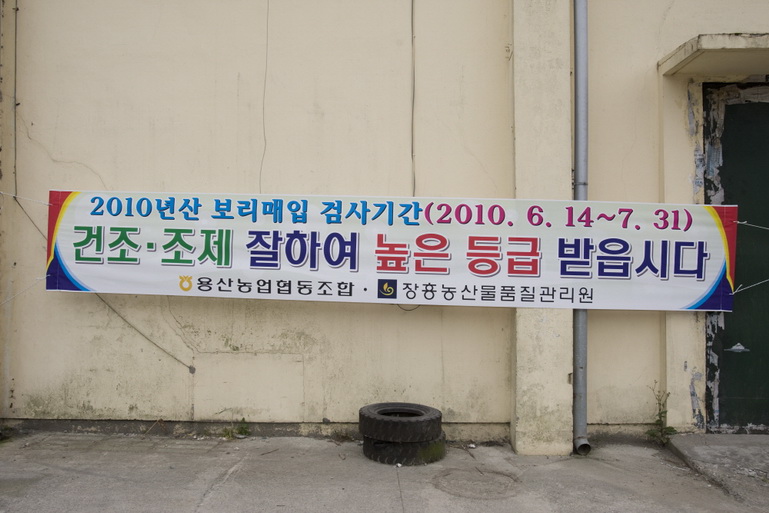 2010년산 보리매입 검사기간(2010. 6. 14~7. 31)
건조·조제 잘하여 높은 등급 받읍시다
용산농업협동조합 · 장흥농산물품질관리원